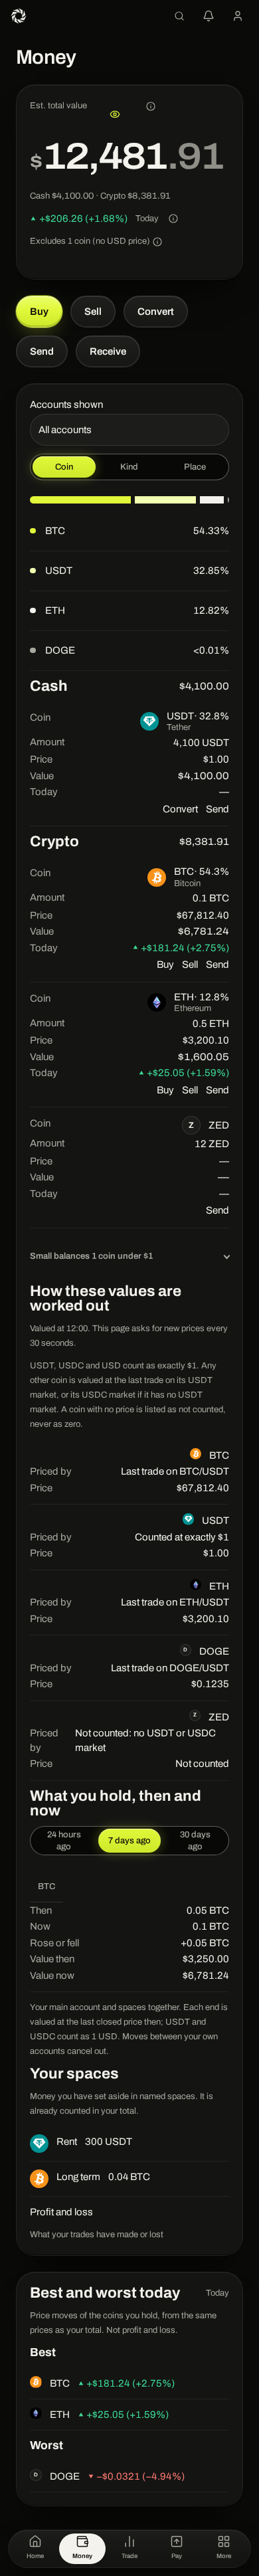 Money
Est. total value
$12,481.91
Cash $4,100.00 · Crypto $8,381.91
+$206.26 (+1.68%) Today
Excludes 1 coin (no USD price)
Buy
Sell
Convert
Send
Receive
Accounts shown
All accounts
Coin
Kind
Place
BTC 54.33%
USDT 32.85%
ETH 12.82%
DOGE <0.01%
Cash $4,100.00
Coin USDT · 32.8%
Tether
Amount 4,100 USDT
Price $1.00
Value $4,100.00
Today —
Convert Send
Crypto $8,381.91
Coin BTC · 54.3%
Bitcoin
Amount 0.1 BTC
Price $67,812.40
Value $6,781.24
Today +$181.24 (+2.75%)
Buy Sell Send
Coin ETH · 12.8%
Ethereum
Amount 0.5 ETH
Price $3,200.10
Value $1,600.05
Today +$25.05 (+1.59%)
Buy Sell Send
Coin Z ZED
Amount 12 ZED
Price —
Value —
Today —
Send
Small balances 1 coin under $1
How these values are
worked out
Valued at 12:00. This page asks for new prices every
30 seconds.
USDT, USDC and USD count as exactly $1. Any
other coin is valued at the last trade on its USDT
market, or its USDC market if it has no USDT
market. A coin with no price is listed as not counted,
never as zero.
BTC
Priced by Last trade on BTC/USDT
Price $67,812.40
USDT
Priced by Counted at exactly $1
Price $1.00
ETH
Priced by Last trade on ETH/USDT
Price $3,200.10
D DOGE
Priced by Last trade on DOGE/USDT
Price $0.1235
Z ZED
Priced by Not counted: no USDT or USDC market
Price Not counted
What you hold, then and
now
24 hours ago
7 days ago
30 days ago
BTC
Then 0.05 BTC
Now 0.1 BTC
Rose or fell +0.05 BTC
Value then $3,250.00
Value now $6,781.24
Your main account and spaces together. Each end is
valued at the last closed price then; USDT and
USDC count as 1 USD. Moves between your own
accounts cancel out.
Your spaces
Money you have set aside in named spaces. It is
already counted in your total.
Rent 300 USDT
Long term 0.04 BTC
Profit and loss
What your trades have made or lost
Best and worst today Today
Price moves of the coins you hold, from the same
prices as your total. Not profit and loss.
Best
BTC +$181.24 (+2.75%)
ETH +$25.05 (+1.59%)
Worst
D DOGE −$0.0321 (−4.94%)
Home
Money
Trade
Pay
More